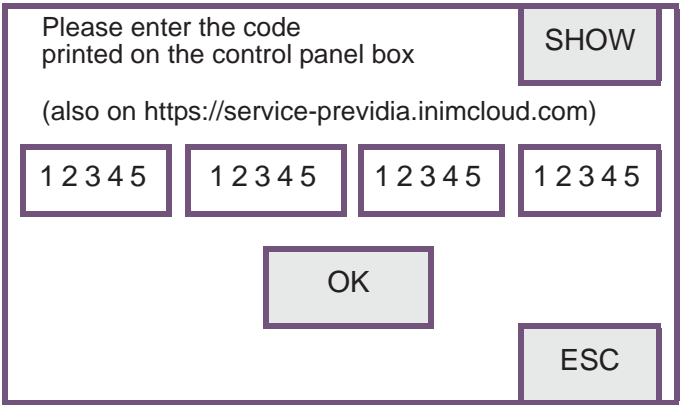 Please enter the code
printed on the control panel box
SHOW
(also on https://service-previdia.inimcloud.com)
1 2 3 4 5
1 2 3 4 5
1 2 3 4 5
1 2 3 4 5
OK
ESC